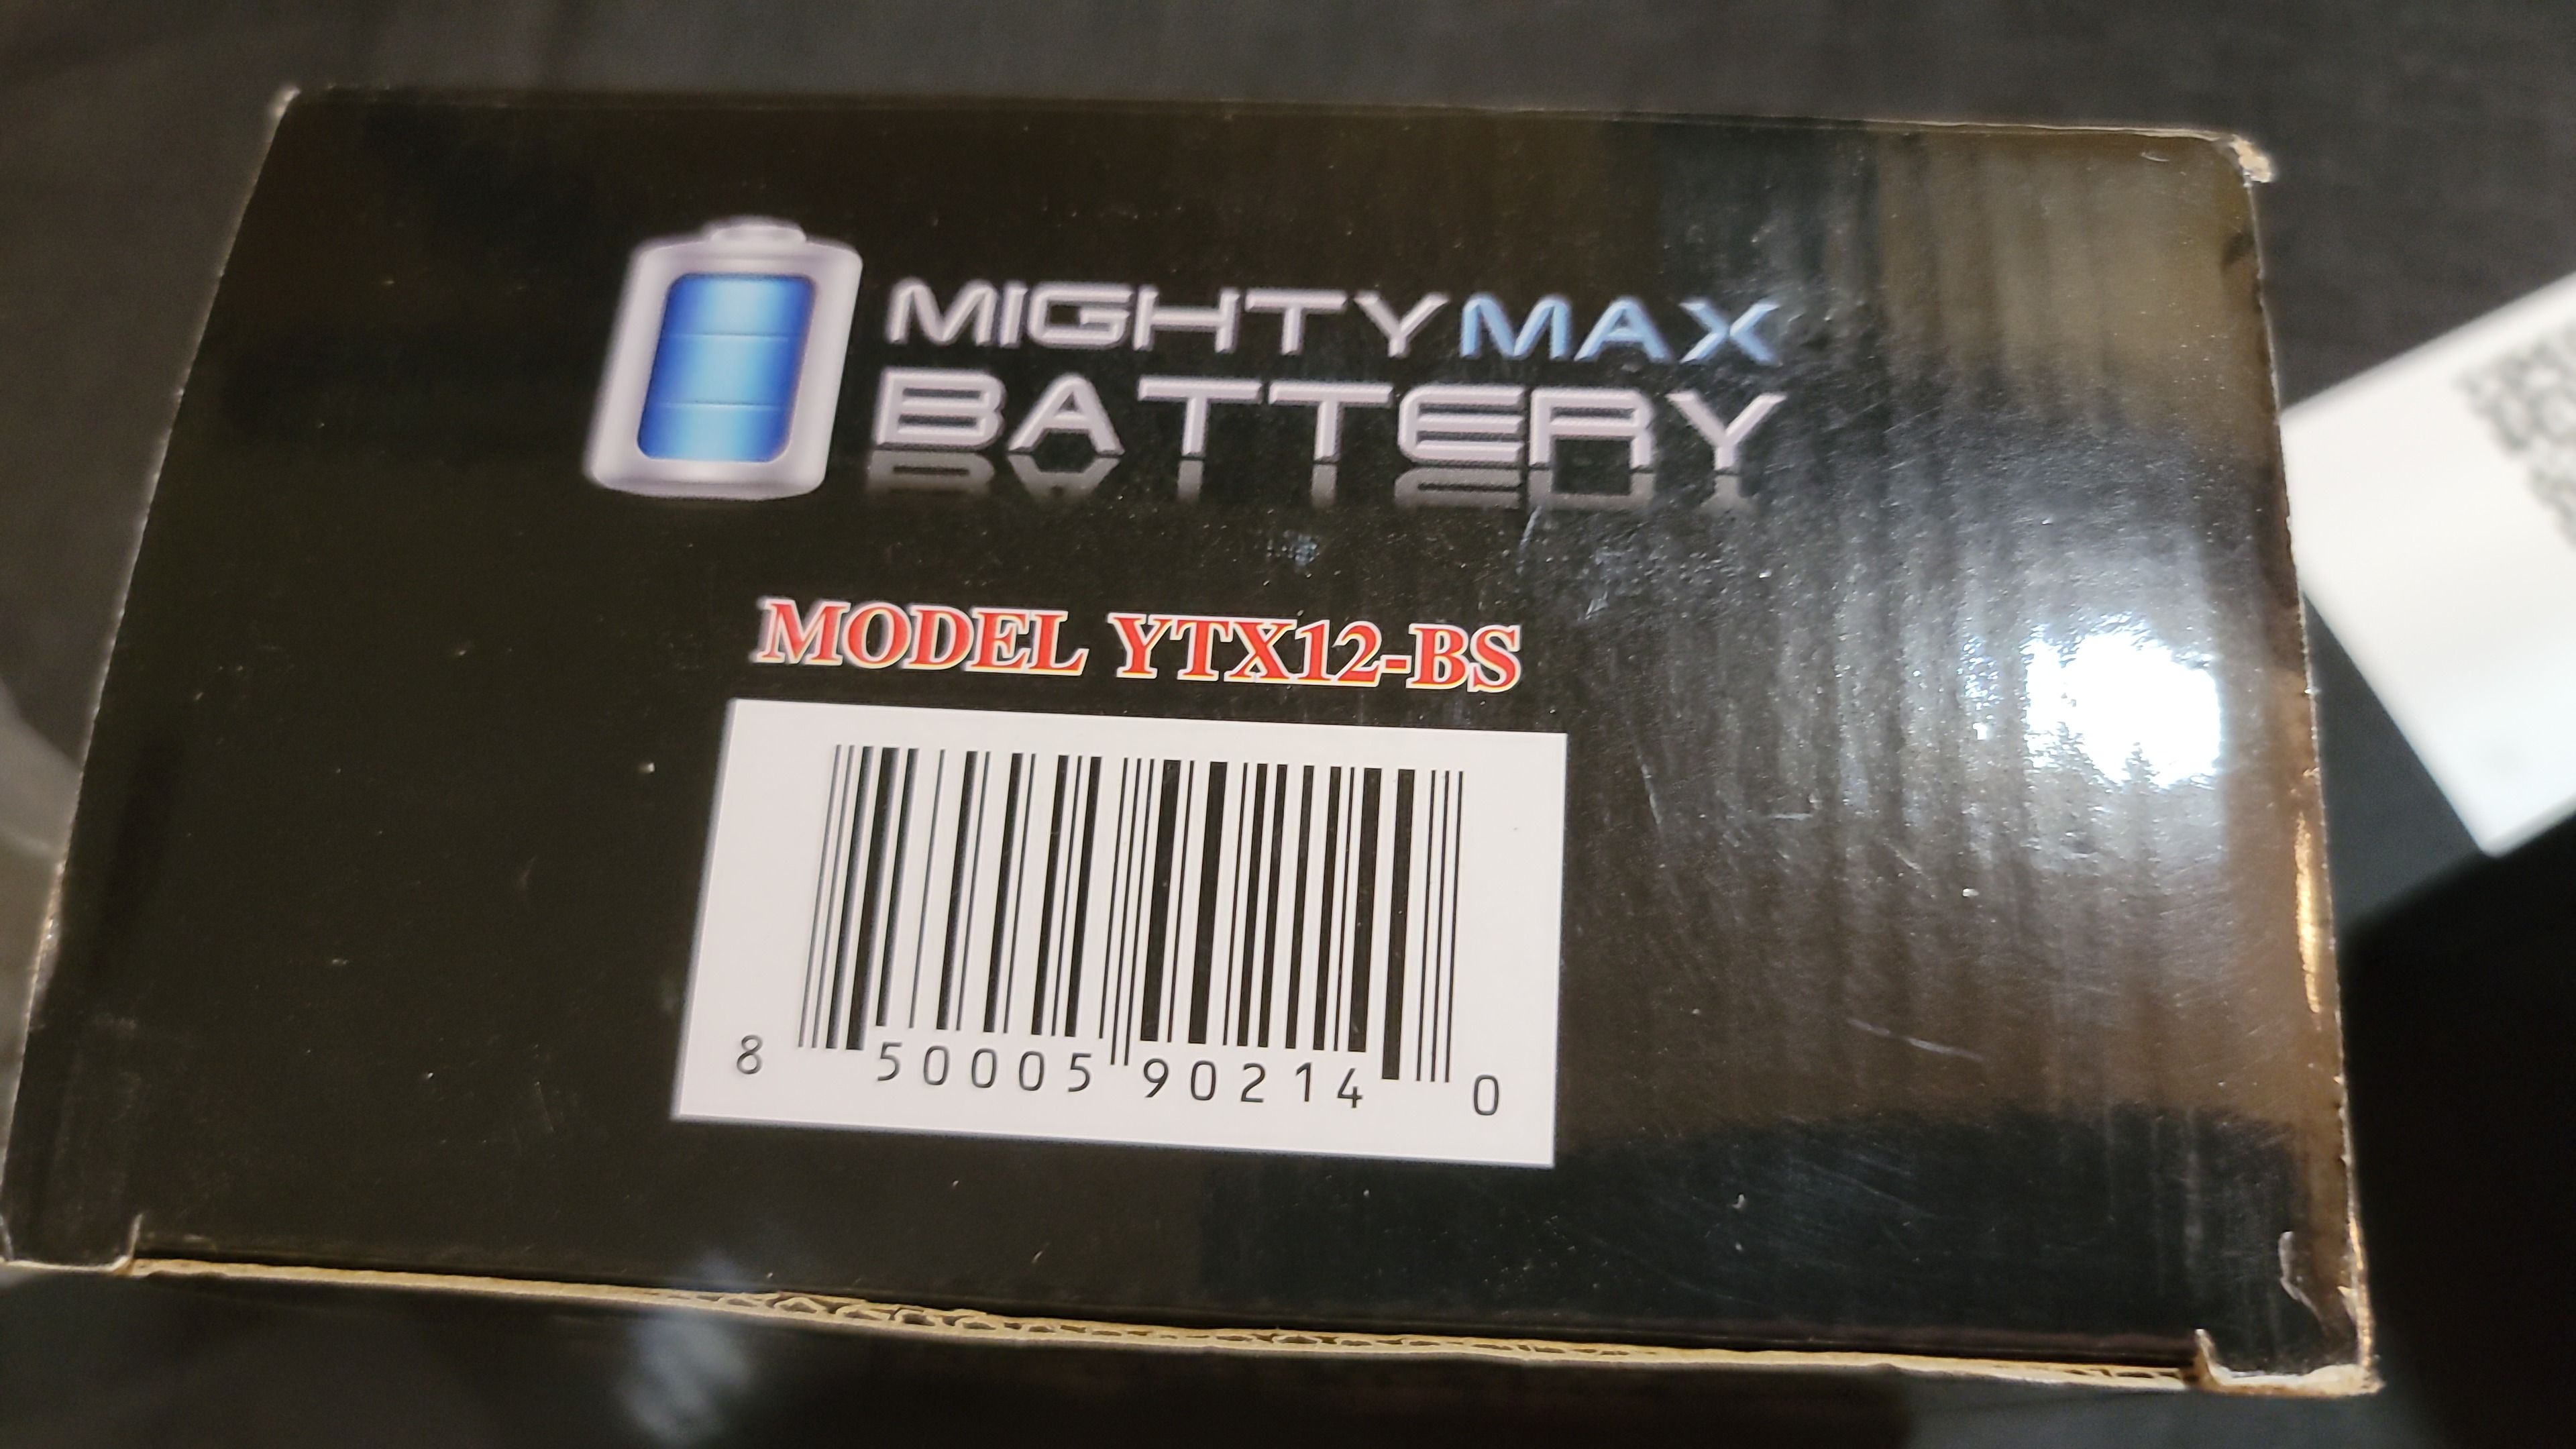 MIGHTYMAX
BATTERY
MODEL YTX12-BS
8 50005 90214 0